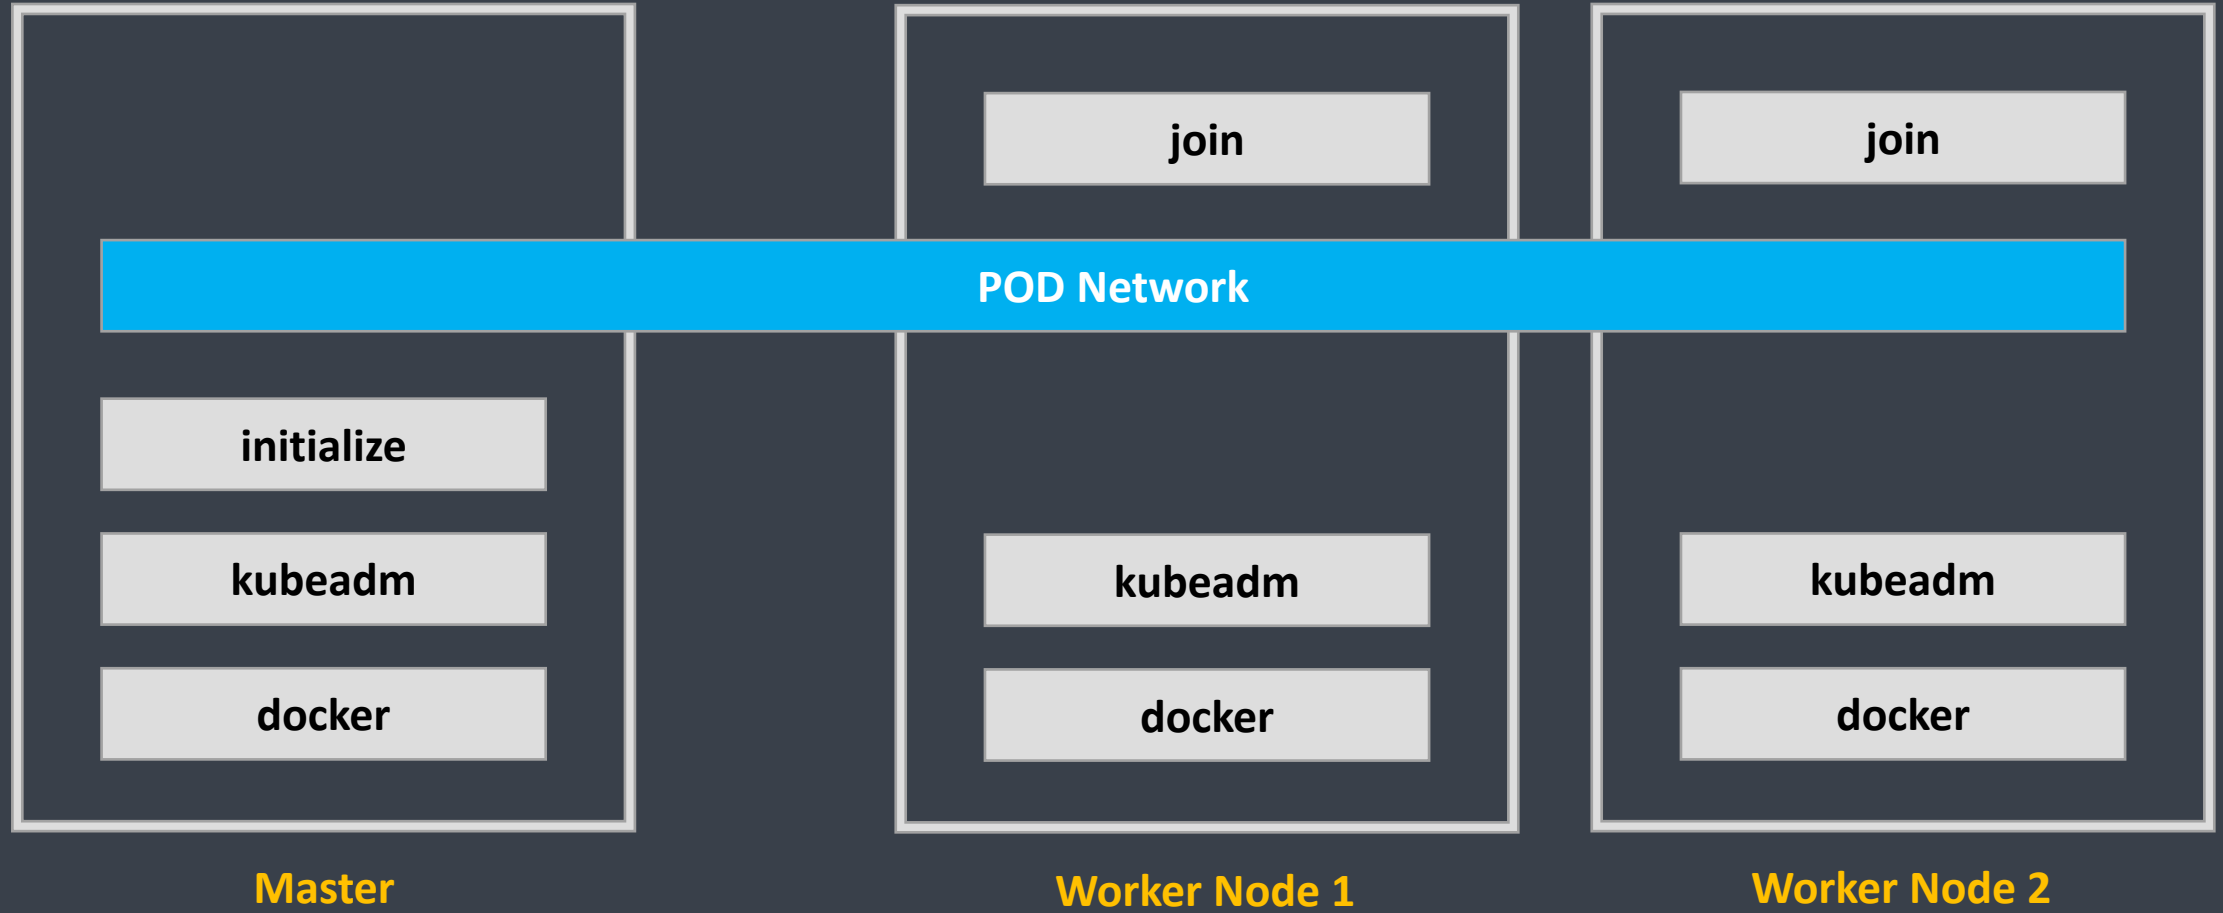 join
join
POD Network
initialize
kubeadm
kubeadm
kubeadm
docker
docker
docker
Master
Worker Node 1
Worker Node 2